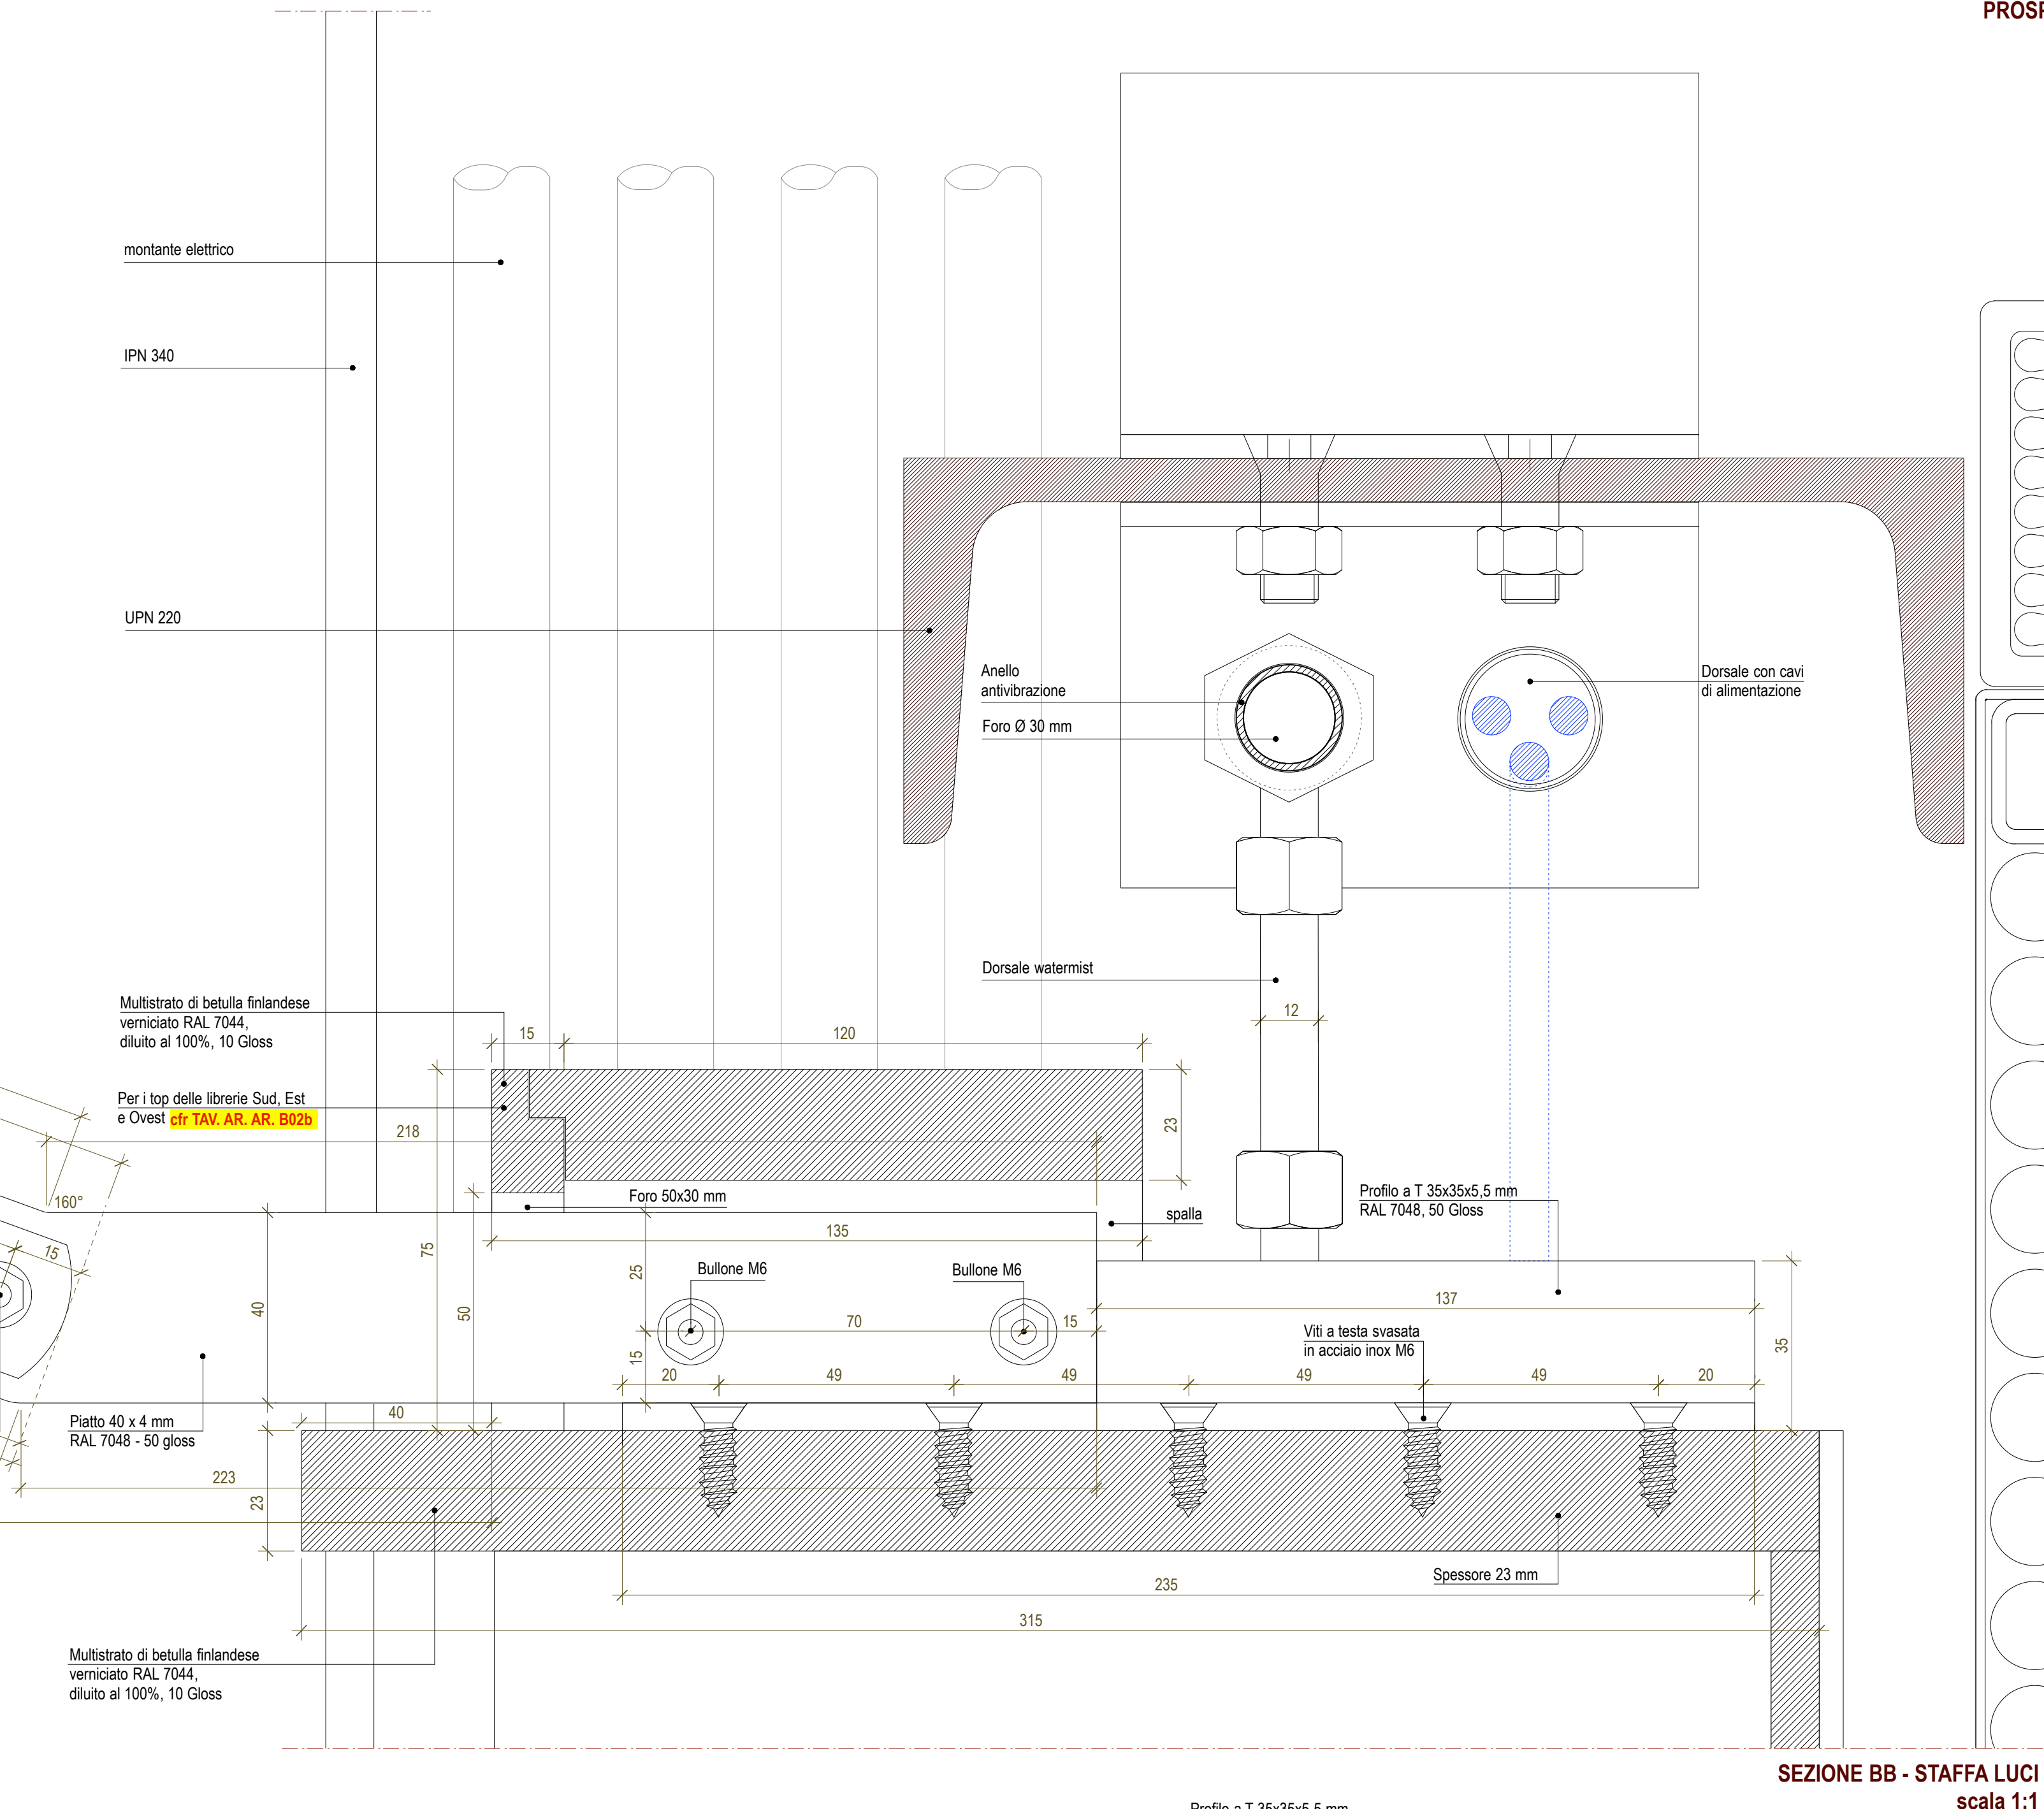 PROSP
montante elettrico
IPN 340
UPN 220
Anello
antivibrazione
Foro Ø 30 mm
Dorsale con cavi
di alimentazione
Dorsale watermist
12
Multistrato di betulla finlandese
verniciato RAL 7044,
diluito al 100%, 10 Gloss
15
120
Per i top delle librerie Sud, Est
e Ovest cfr TAV. AR. AR. B02b
218
23
160°
Foro 50x30 mm
spalla
Profilo a T 35x35x5,5 mm
RAL 7048, 50 Gloss
135
75
15
25
Bullone M6
Bullone M6
40
50
137
70
15
Viti a testa svasata
in acciaio inox M6
35
15
20
49
49
49
49
20
Piatto 40 x 4 mm
RAL 7048 - 50 gloss
40
223
23
Spessore 23 mm
235
315
Multistrato di betulla finlandese
verniciato RAL 7044,
diluito al 100%, 10 Gloss
SEZIONE BB - STAFFA LUCI
scala 1:1
Profilo a T 35x35x5,5 mm